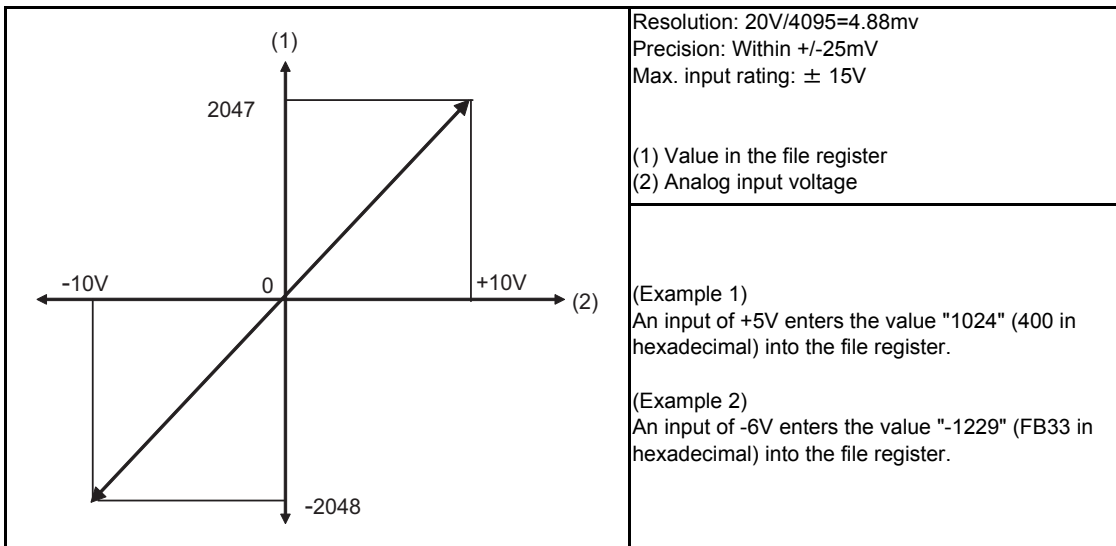 (1)
2047
-10V
0
+10V
(2)
-2048
Resolution: 20V/4095=4.88mv
Precision: Within +/-25mV
Max. input rating: ± 15V
(1) Value in the file register
(2) Analog input voltage
(Example 1)
An input of +5V enters the value "1024" (400 in
hexadecimal) into the file register.
(Example 2)
An input of -6V enters the value "-1229" (FB33 in
hexadecimal) into the file register.